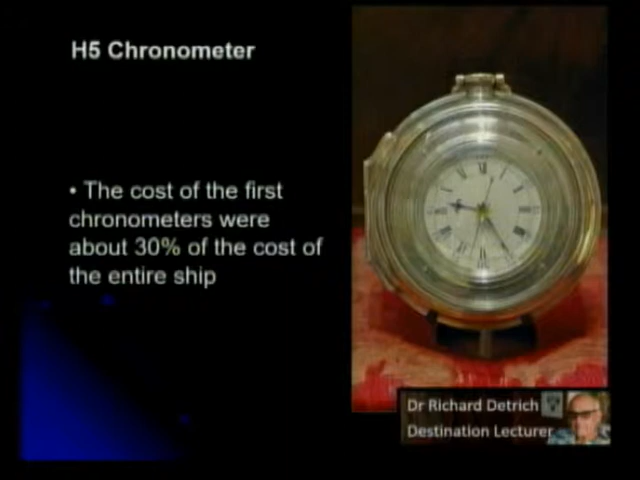 H5 Chronometer
• The cost of the first
chronometers were
about 30% of the cost of
the entire ship
Dr Richard Detrich
Destination Lecturer